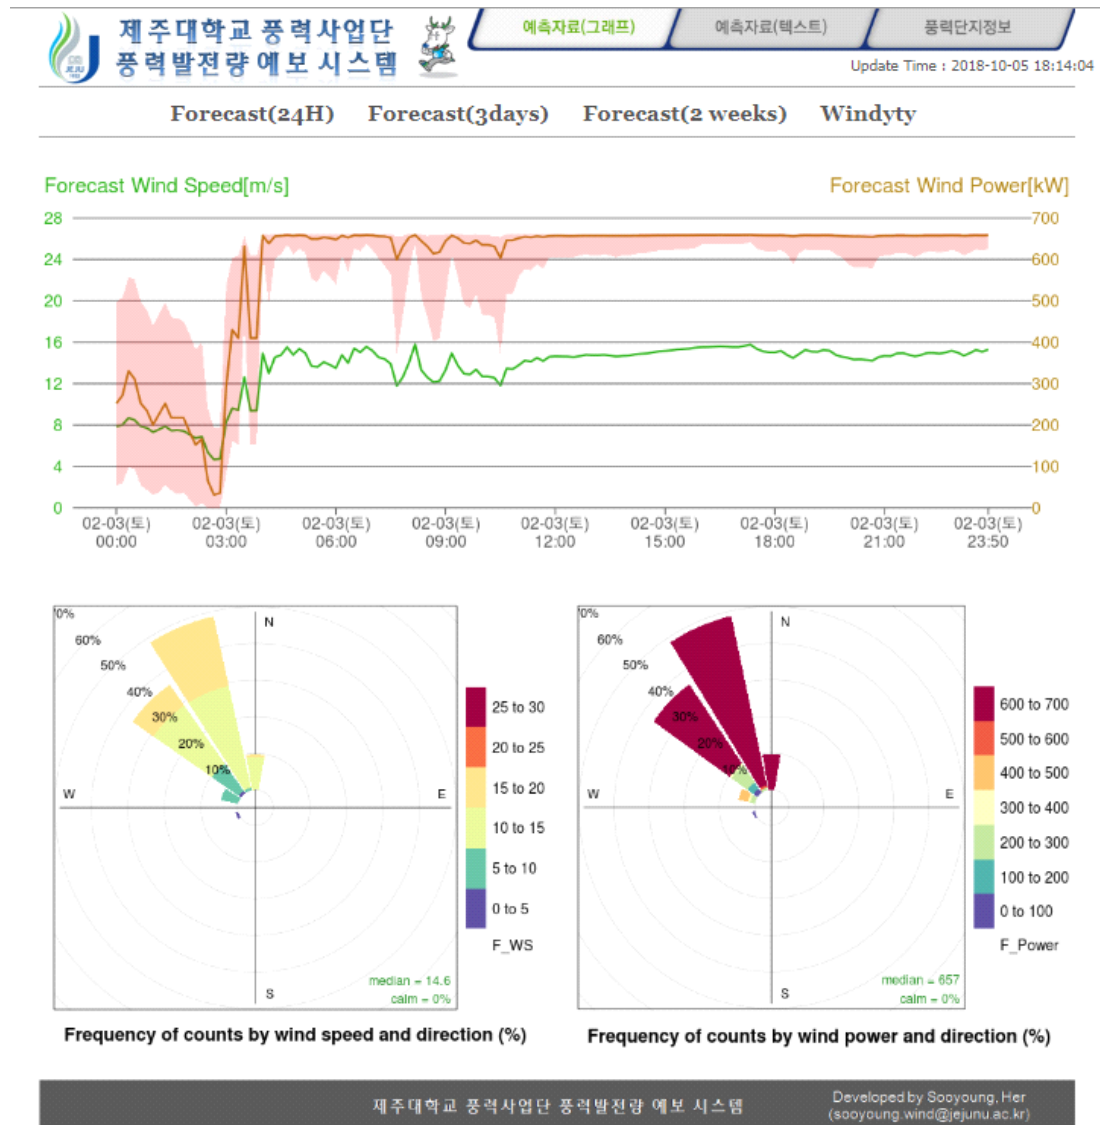 제주대학교 풍력사업단
풍력발전량 예보 시스템
JEJU
예측자료(그래프)
예측자료(텍스트)
풍력단지정보
Update Time : 2018-10-05 18:14:04
Forecast(24H) Forecast(3days) Forecast(2 weeks) Windyty
Forecast Wind Speed[m/s]
Forecast Wind Power[kW]
28 700
24 600
20 500
16 400
12 300
8 200
4 100
0 0
02-03(토) 02-03(토) 02-03(토) 02-03(토) 02-03(토) 02-03(토) 02-03(토) 02-03(토) 02-03(토)
00:00 03:00 06:00 09:00 12:00 15:00 18:00 21:00 23:50
0%
60%
50%
40%
30%
20%
10%
N
W
E
S
25 to 30
20 to 25
15 to 20
10 to 15
5 to 10
0 to 5
F_WS
median = 14.6
calm = 0%
Frequency of counts by wind speed and direction (%)
0%
60%
50%
40%
30%
20%
10%
N
W
E
S
600 to 700
500 to 600
400 to 500
300 to 400
200 to 300
100 to 200
0 to 100
F_Power
median = 657
calm = 0%
Frequency of counts by wind power and direction (%)
제주대학교 풍력사업단 풍력발전량 예보 시스템
Developed by Sooyoung, Her
(sooyoung.wind@jejunu.ac.kr)